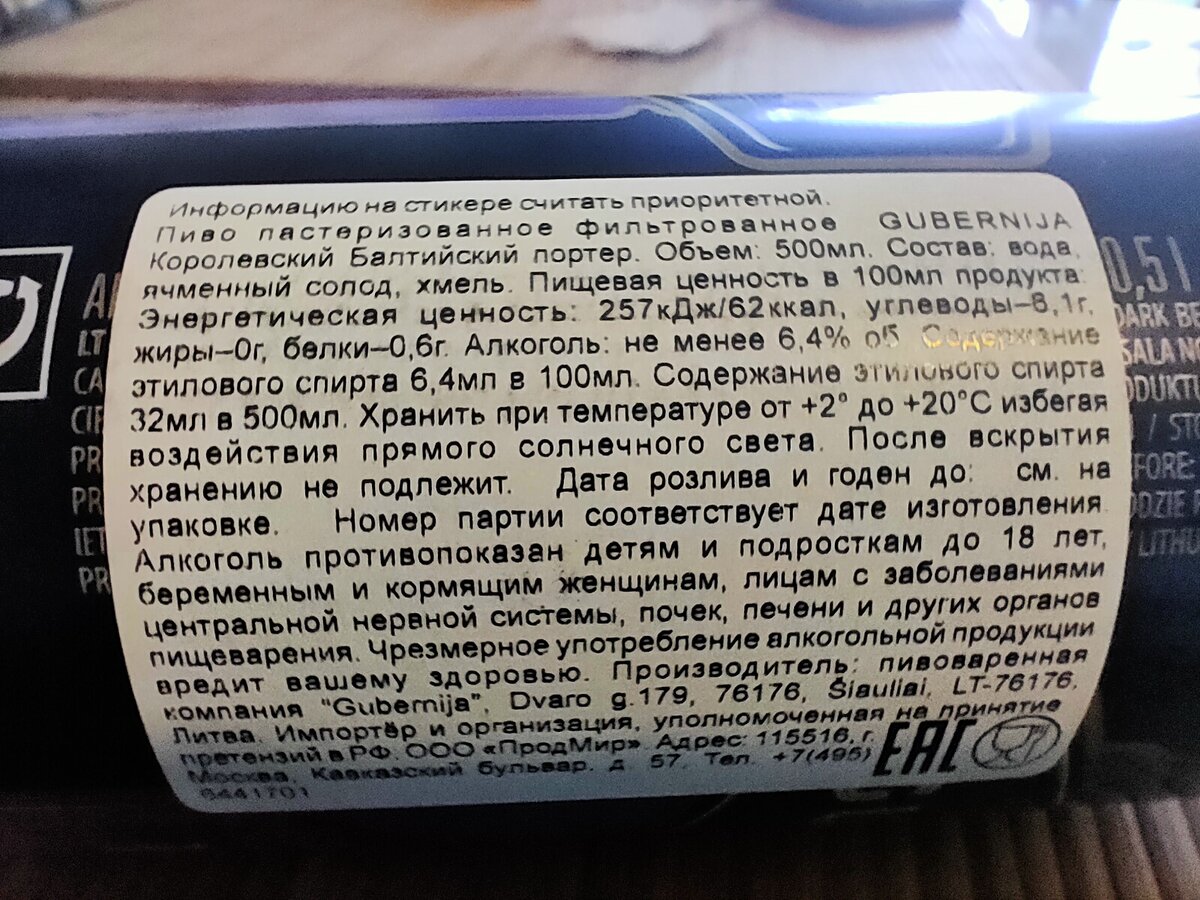 Информацию на стикере считать приоритетной.
Пиво пастеризованное фильтрованное GUBERNIJA
Королевский Балтийский портер. Объем: 500мл. Состав: вода,
ячменный солод, хмель. Пищевая ценность в 100мл продукта:
Энергетическая ценность: 257кДж/62ккал, углеводы–8,1г,
жиры–0г, белки–0,6г. Алкоголь: не менее 6,4% об Содержание
этилового спирта 6,4мл в 100мл. Содержание этилового спирта
32мл в 500мл. Хранить при температуре от +2° до +20°С избегая
воздействия прямого солнечного света. После вскрытия
хранению не подлежит. Дата розлива и годен до: см. на
упаковке. Номер партии соответствует дате изготовления.
Алкоголь противопоказан детям и подросткам до 18 лет,
беременным и кормящим женщинам, лицам с заболеваниями
центральной нервной системы, почек, печени и других органов
пищеварения. Чрезмерное употребление алкогольной продукции
вредит вашему здоровью. Производитель: пивоваренная
компания "Gubernija", Dvaro g.179, 76176, Šiauliai, LT-76176,
Литва. Импортёр и организация, уполномоченная на принятие
претензий в РФ: ООО «ПродМир». Адрес: 115516, г.
Москва, Кавказский бульвар, д. 57. Тел. +7(495)
6441701
EAC
0,5 l
DARK
LT